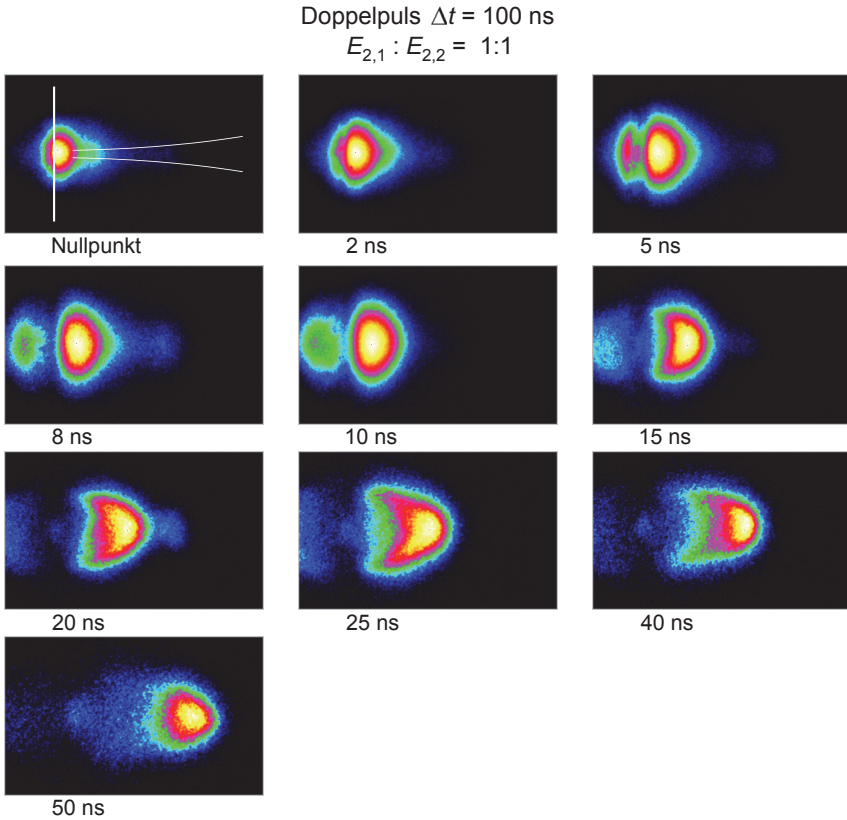 Doppelpuls Δt = 100 ns
E2,1 : E2,2 = 1:1
Nullpunkt
2 ns
5 ns
8 ns
10 ns
15 ns
20 ns
25 ns
40 ns
50 ns